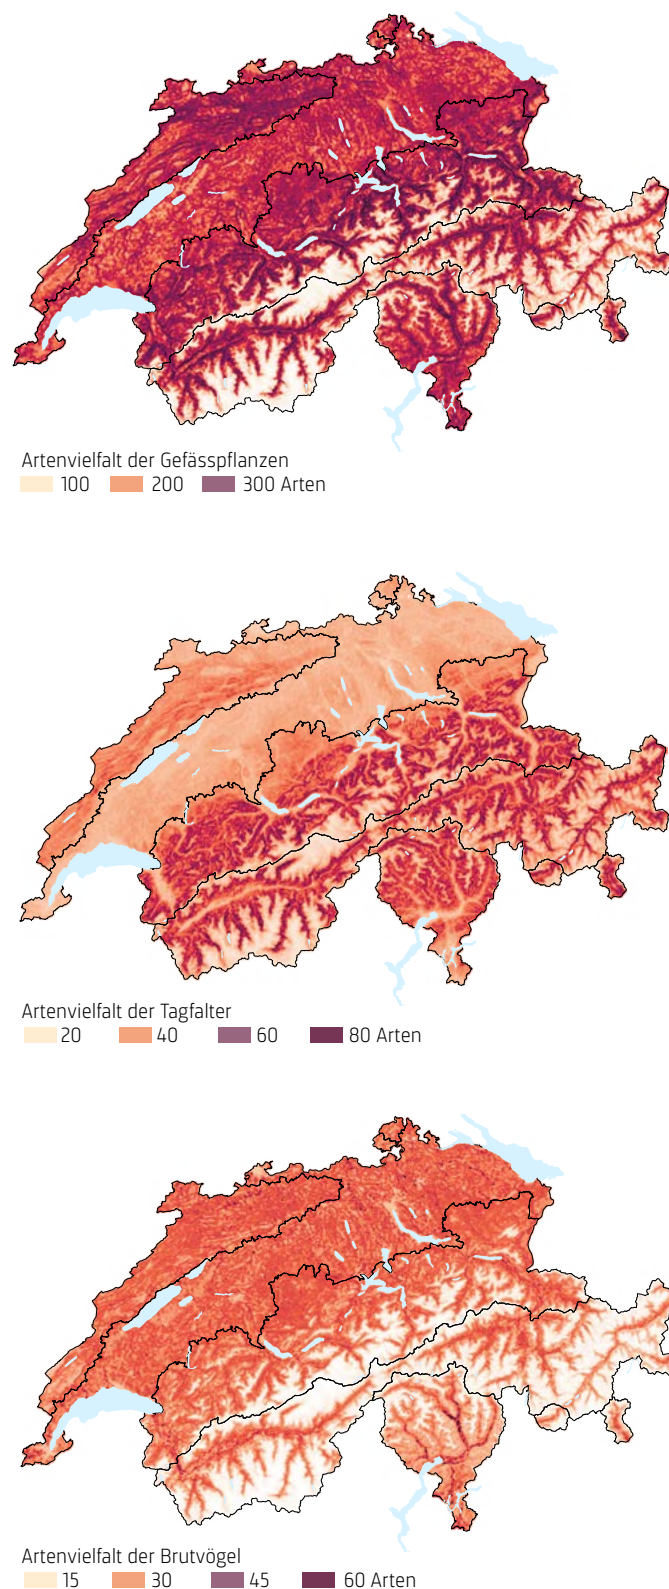 Artenvielfalt der Gefässpflanzen
100 200 300 Arten
Artenvielfalt der Tagfalter
20 40 60 80 Arten
Artenvielfalt der Brutvögel
15 30 45 60 Arten